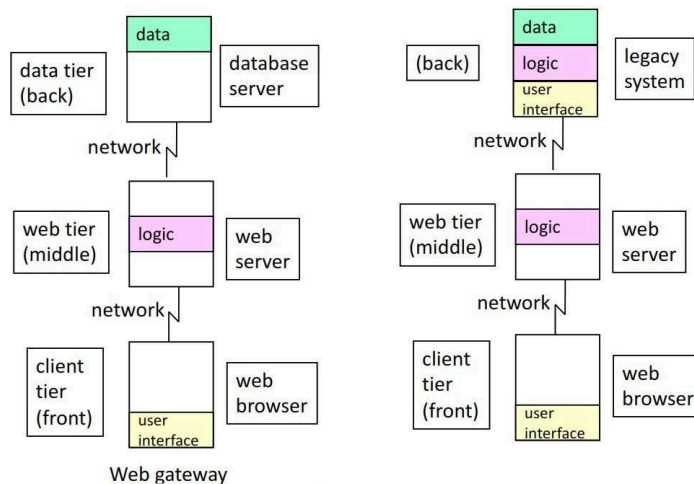 data
data tier
(back)
database
server
network
web tier
(middle)
logic
web
server
network
client
tier
(front)
web
browser
user
interface
Web gateway
data
(back)
logic
legacy
system
user
interface
network
web tier
(middle)
logic
web
server
network
client
tier
(front)
web
browser
user
interface